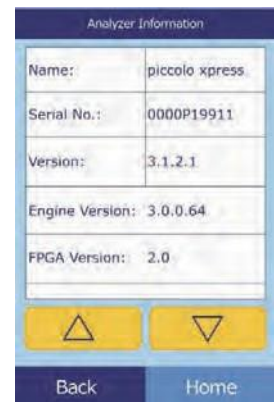 Analyzer Information
Name: piccolo xpress
Serial No.: 0000P19911
Version: 3.1.2.1
Engine Version: 3.0.0.64
FPGA Version: 2.0
Back Home